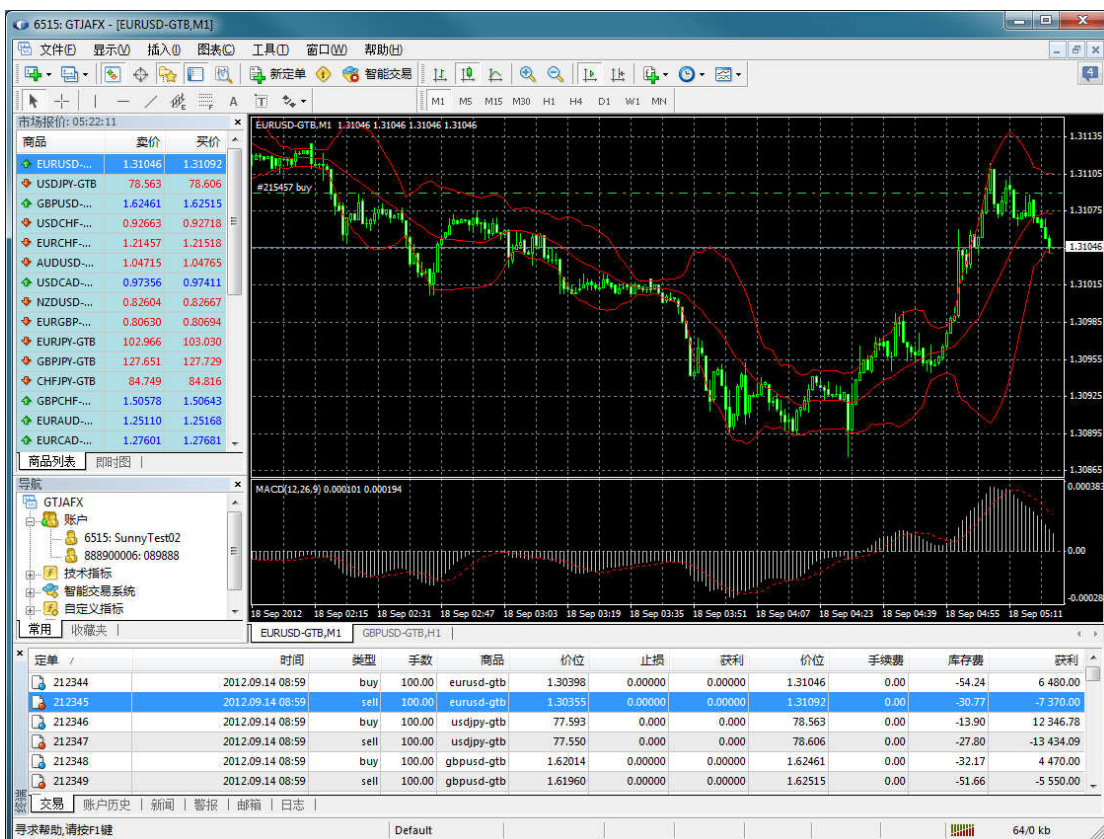 6515: GTJAFX - [EURUSD-GTB,M1]
文件(F) 显示(V) 插入(I) 图表(C) 工具(T) 窗口(W) 帮助(H)
新定单 智能交易 4
A T M1 M5 M15 M30 H1 H4 D1 W1 MN
市场报价: 05:22:11
商品 卖价 买价
EURUSD-... 1.31046 1.31092
USDJPY-GTB 78.563 78.606
GBPUSD-... 1.62461 1.62515
USDCHF-... 0.92663 0.92718
EURCHF-... 1.21457 1.21518
AUDUSD-... 1.04715 1.04765
USDCAD-... 0.97356 0.97411
NZDUSD-... 0.82604 0.82667
EURGBP-... 0.80630 0.80694
EURJPY-GTB 102.966 103.030
GBPJPY-GTB 127.651 127.729
CHFJPY-GTB 84.749 84.816
GBPCHF-... 1.50578 1.50643
EURAUD-... 1.25110 1.25168
EURCAD-... 1.27601 1.27681
商品列表 即时图
导航
GTJAFX
账户
6515: SunnyTest02
888900006: 089888
技术指标
智能交易系统
自定义指标
常用 收藏夹
EURUSD-GTB,M1 1.31046 1.31046 1.31046 1.31046
#215457 buy
1.31135
1.31105
1.31075
1.31046
1.31015
1.30985
1.30955
1.30925
1.30895
1.30865
MACD(12,26,9) 0.000101 0.000194
0.000383
0.00
-0.00028
18 Sep 2012 18 Sep 02:15 18 Sep 02:31 18 Sep 02:47 18 Sep 03:03 18 Sep 03:19 18 Sep 03:35 18 Sep 03:51 18 Sep 04:07 18 Sep 04:23 18 Sep 04:39 18 Sep 04:55 18 Sep 05:11
EURUSD-GTB,M1 GBPUSD-GTB,H1
定单 / 时间 类型 手数 商品 价位 止损 获利 价位 手续费 库存费 获利
212344 2012.09.14 08:59 buy 100.00 eurusd-gtb 1.30398 0.00000 0.00000 1.31046 0.00 -54.24 6 480.00
212345 2012.09.14 08:59 sell 100.00 eurusd-gtb 1.30355 0.00000 0.00000 1.31092 0.00 -30.77 -7 370.00
212346 2012.09.14 08:59 buy 100.00 usdjpy-gtb 77.593 0.000 0.000 78.563 0.00 -13.90 12 346.78
212347 2012.09.14 08:59 sell 100.00 usdjpy-gtb 77.550 0.000 0.000 78.606 0.00 -27.80 -13 434.09
212348 2012.09.14 08:59 buy 100.00 gbpusd-gtb 1.62014 0.00000 0.00000 1.62461 0.00 -32.17 4 470.00
212349 2012.09.14 08:59 sell 100.00 gbpusd-gtb 1.61960 0.00000 0.00000 1.62515 0.00 -51.66 -5 550.00
终端
交易 账户历史 新闻 警报 邮箱 日志
寻求帮助,请按F1键 Default 64/0 kb